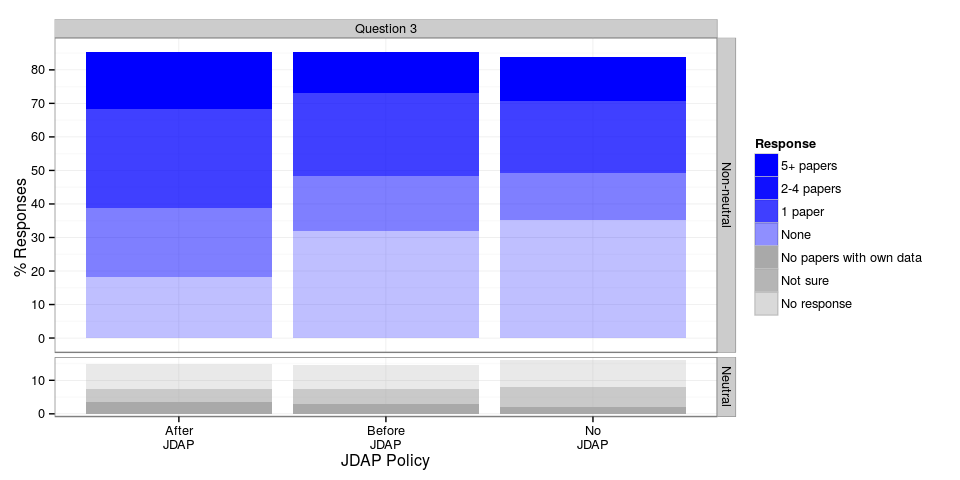 Question 3
% Responses
80
70
60
50
40
30
20
10
0
Non-neutral
10
0
Neutral
After
JDAP
Before
JDAP
No
JDAP
JDAP Policy
Response
5+ papers
2-4 papers
1 paper
None
No papers with own data
Not sure
No response